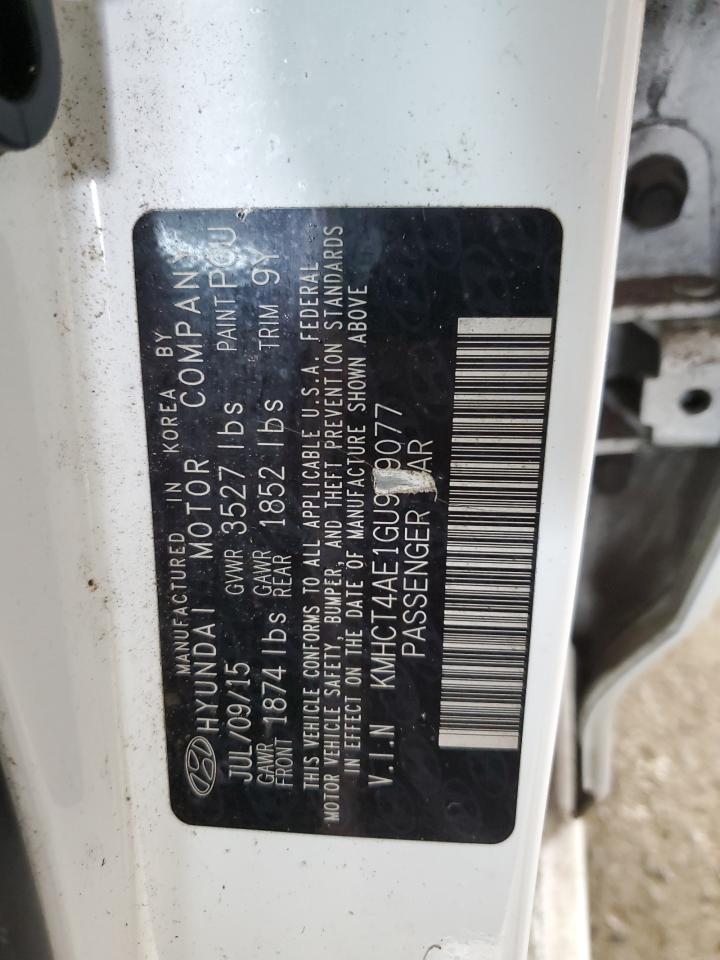 MANUFACTURED IN KOREA BY
HYUNDAI MOTOR COMPANY
JUL/09/15 GVWR 3527 lbs PAINT PGU
GAWR FRONT 1874 lbs GAWR REAR 1852 lbs TRIM 9Y
THIS VEHICLE CONFORMS TO ALL APPLICABLE U.S.A. FEDERAL
MOTOR VEHICLE SAFETY, BUMPER, AND THEFT PREVENTION STANDARDS
IN EFFECT ON THE DATE OF MANUFACTURE SHOWN ABOVE
V.I.N
PASSENGER